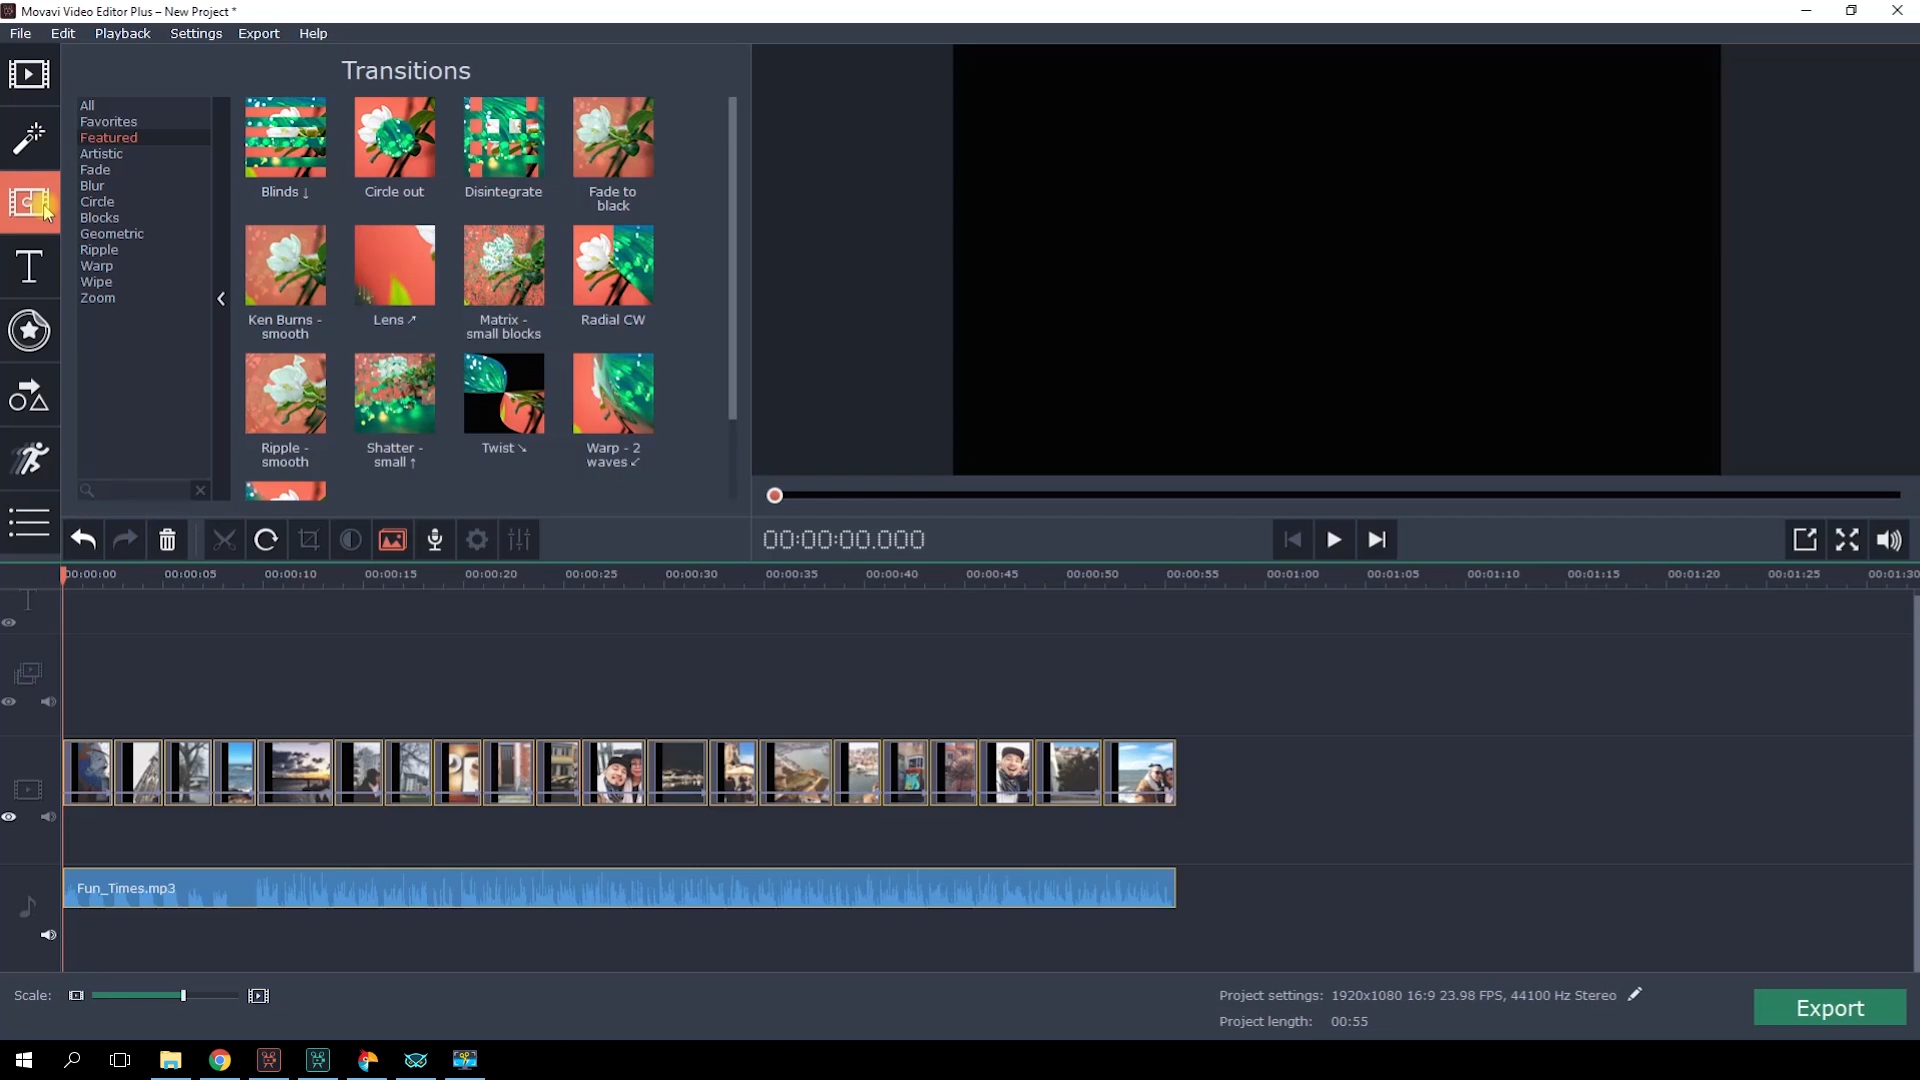 Movavi Video Editor Plus – New Project *
File Edit Playback Settings Export Help
Transitions
All
Favorites
Featured
Artistic
Fade
Blur
Circle
Blocks
Geometric
Ripple
Warp
Wipe
Zoom
Blinds ↓
Circle out
Disintegrate
Fade to
black
Ken Burns -
smooth
Lens ↗
Matrix -
small blocks
Radial CW
Ripple -
smooth
Shatter -
small ↑
Twist ↘
Warp - 2
waves ↙
00:00:00.000
00:00:00 00:00:05 00:00:10 00:00:15 00:00:20 00:00:25 00:00:30 00:00:35 00:00:40 00:00:45 00:00:50 00:00:55 00:01:00 00:01:05 00:01:10 00:01:15 00:01:20 00:01:25 00:01:30
Fun_Times.mp3
Scale:
Project settings: 1920x1080 16:9 23.98 FPS, 44100 Hz Stereo
Project length: 00:55
Export